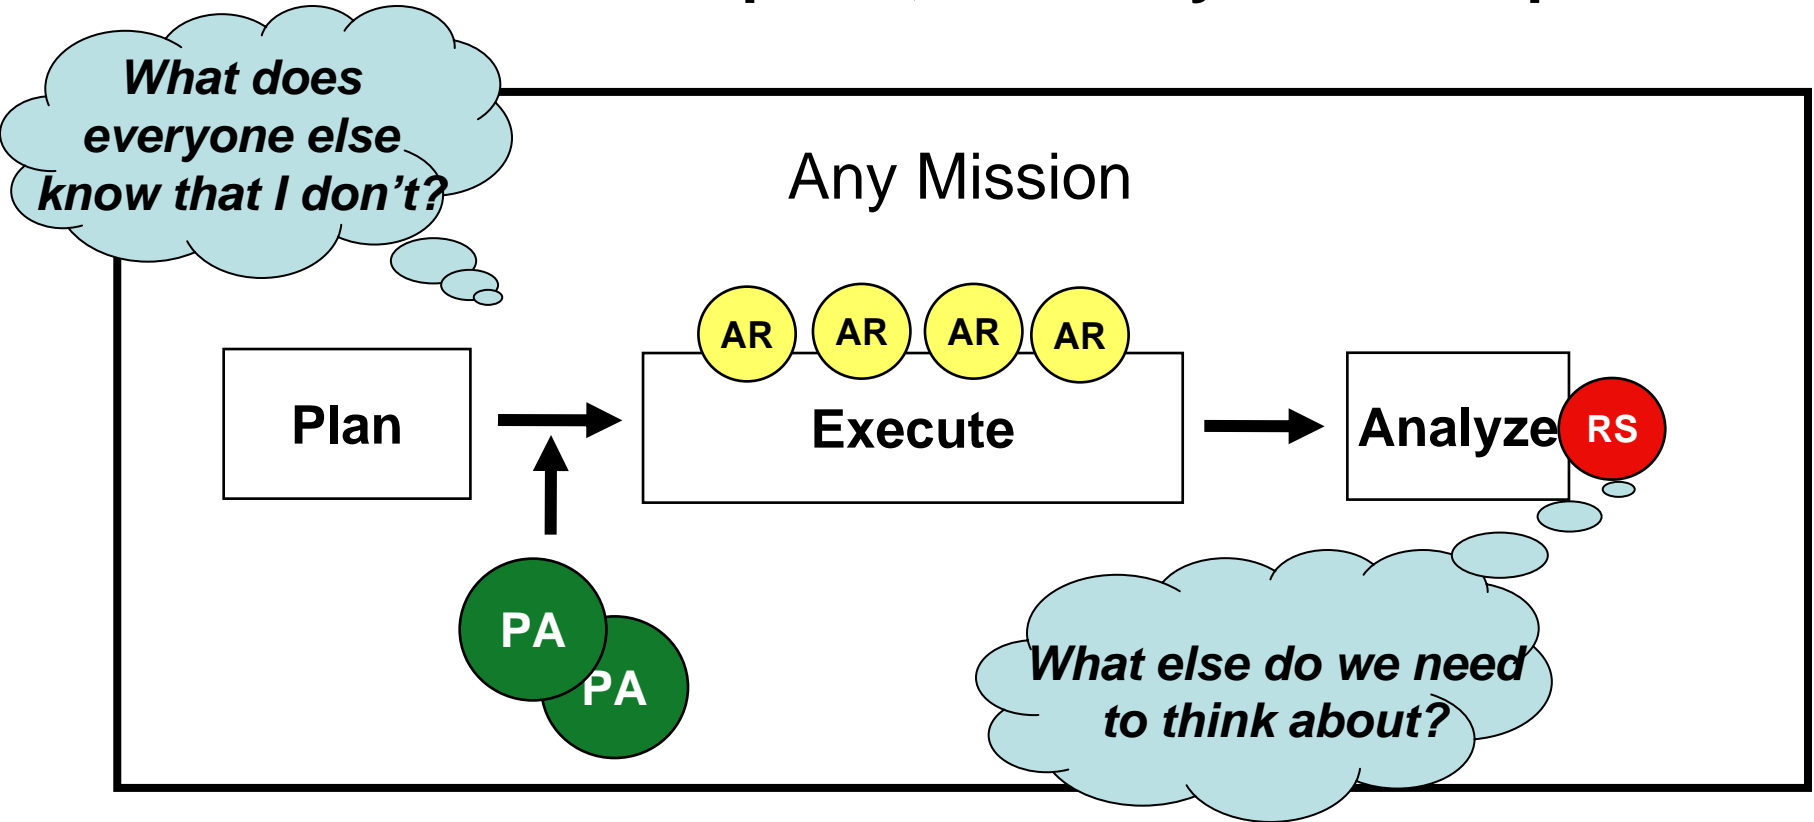 What does
everyone else
know that I don't?
Any Mission
AR AR AR AR
Plan
Execute
Analyze RS
PA
PA
What else do we need
to think about?